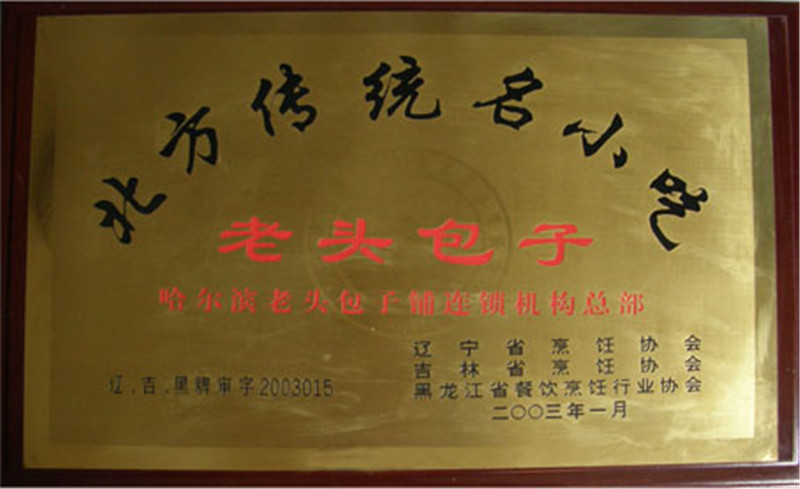 北方传统名小吃
老头包子
哈尔滨老头包子铺连锁机构总部
辽宁省烹饪协会
吉林省烹饪协会
辽.吉.黑牌审字2003015
黑龙江省餐饮烹饪行业协会
二〇〇三年一月